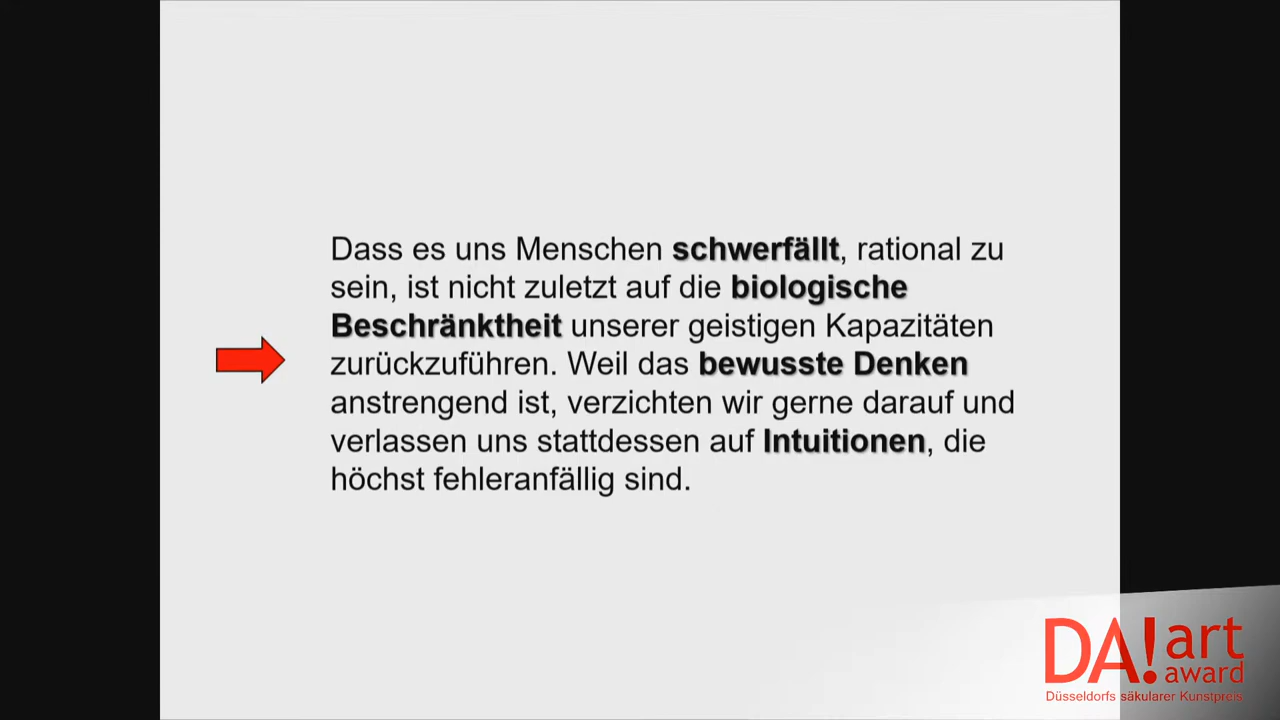 Dass es uns Menschen schwerfällt, rational zu
sein, ist nicht zuletzt auf die biologische
Beschränktheit unserer geistigen Kapazitäten
zurückzuführen. Weil das bewusste Denken
anstrengend ist, verzichten wir gerne darauf und
verlassen uns stattdessen auf Intuitionen, die
höchst fehleranfällig sind.
DA!art
award
Düsseldorfs säkularer Kunstpreis